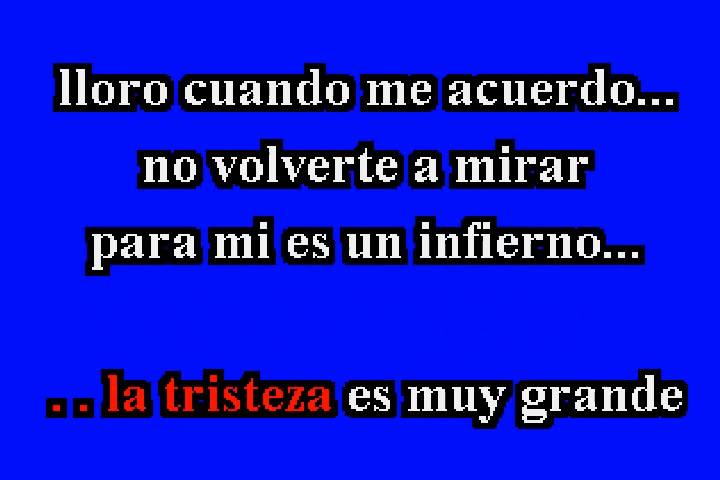 lloro cuando me acuerdo...
no volverte a mirar
para mi es un infierno...
. . la tristeza es muy grande